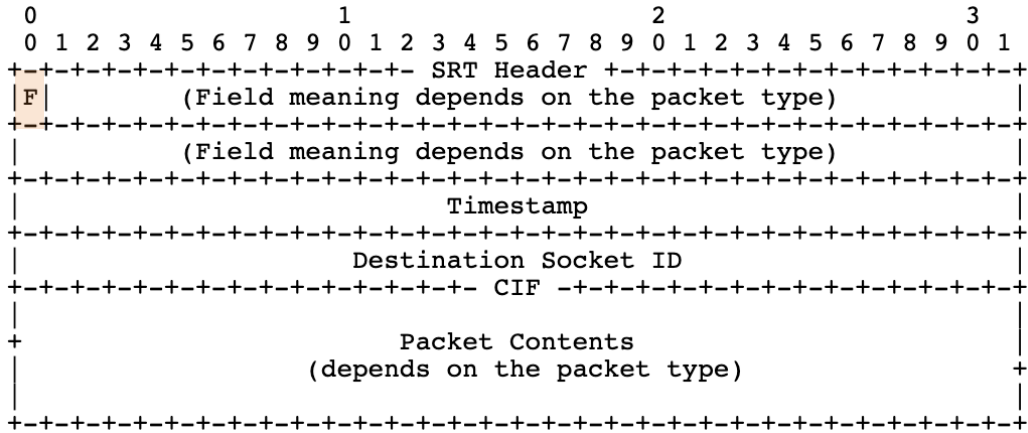 0                   1                   2                   3
 0 1 2 3 4 5 6 7 8 9 0 1 2 3 4 5 6 7 8 9 0 1 2 3 4 5 6 7 8 9 0 1
+-+-+-+-+-+-+-+-+-+-+-+-+- SRT Header +-+-+-+-+-+-+-+-+-+-+-+-+-+
|F|        (Field meaning depends on the packet type)           |
+-+-+-+-+-+-+-+-+-+-+-+-+-+-+-+-+-+-+-+-+-+-+-+-+-+-+-+-+-+-+-+-+
|          (Field meaning depends on the packet type)           |
+-+-+-+-+-+-+-+-+-+-+-+-+-+-+-+-+-+-+-+-+-+-+-+-+-+-+-+-+-+-+-+-+
|                           Timestamp                           |
+-+-+-+-+-+-+-+-+-+-+-+-+-+-+-+-+-+-+-+-+-+-+-+-+-+-+-+-+-+-+-+-+
|                     Destination Socket ID                     |
+-+-+-+-+-+-+-+-+-+-+-+-+-+-+- CIF -+-+-+-+-+-+-+-+-+-+-+-+-+-+-+
|                                                               |
+                        Packet Contents                        |
|                  (depends on the packet type)                 +
|                                                               |
+-+-+-+-+-+-+-+-+-+-+-+-+-+-+-+-+-+-+-+-+-+-+-+-+-+-+-+-+-+-+-+-+